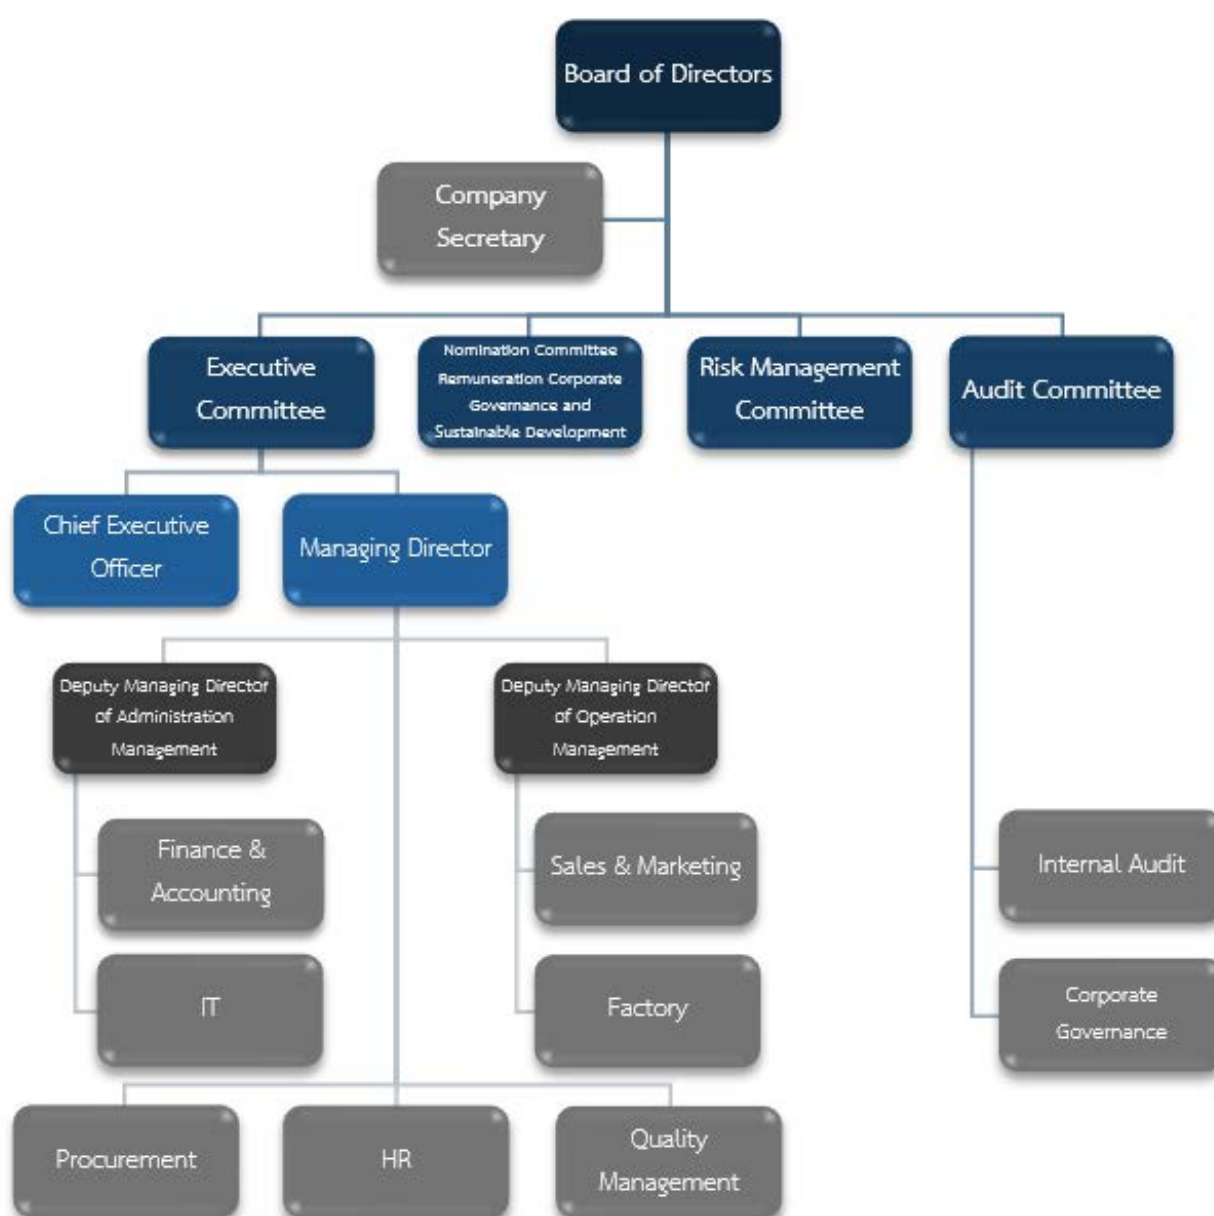 Board of Directors
Company
Secretary
Executive
Committee
Nomination Committee
Remuneration Corporate
Governance and
Sustainable Development
Risk Management
Committee
Audit Committee
Chief Executive
Officer
Managing Director
Deputy Managing Director
of Administration
Management
Deputy Managing Director
of Operation
Management
Finance &
Accounting
Sales & Marketing
Internal Audit
IT
Factory
Corporate
Governance
Procurement
HR
Quality
Management